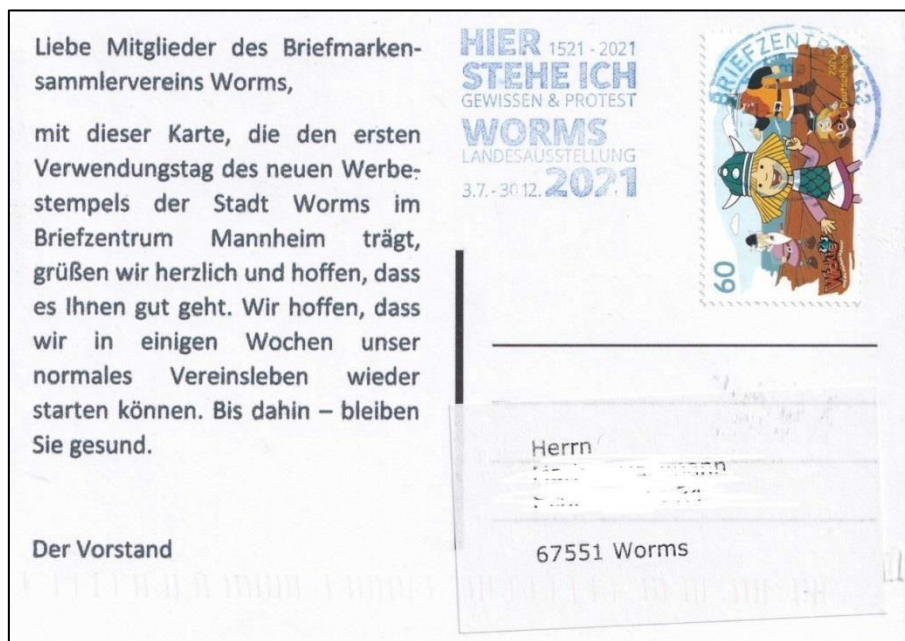 Liebe Mitglieder des Briefmarken-
sammlervereins Worms,
mit dieser Karte, die den ersten
Verwendungstag des neuen Werbe-
stempels der Stadt Worms im
Briefzentrum Mannheim trägt,
grüßen wir herzlich und hoffen, dass
es Ihnen gut geht. Wir hoffen, dass
wir in einigen Wochen unser
normales Vereinsleben wieder
starten können. Bis dahin – bleiben
Sie gesund.
Der Vorstand
HIER 1521 - 2021
STEHE ICH
GEWISSEN & PROTEST
WORMS
LANDESAUSSTELLUNG
3.7. - 30.12. 2021
BRIEFZENTR
Deutschland
2020
60
Herrn
67551 Worms